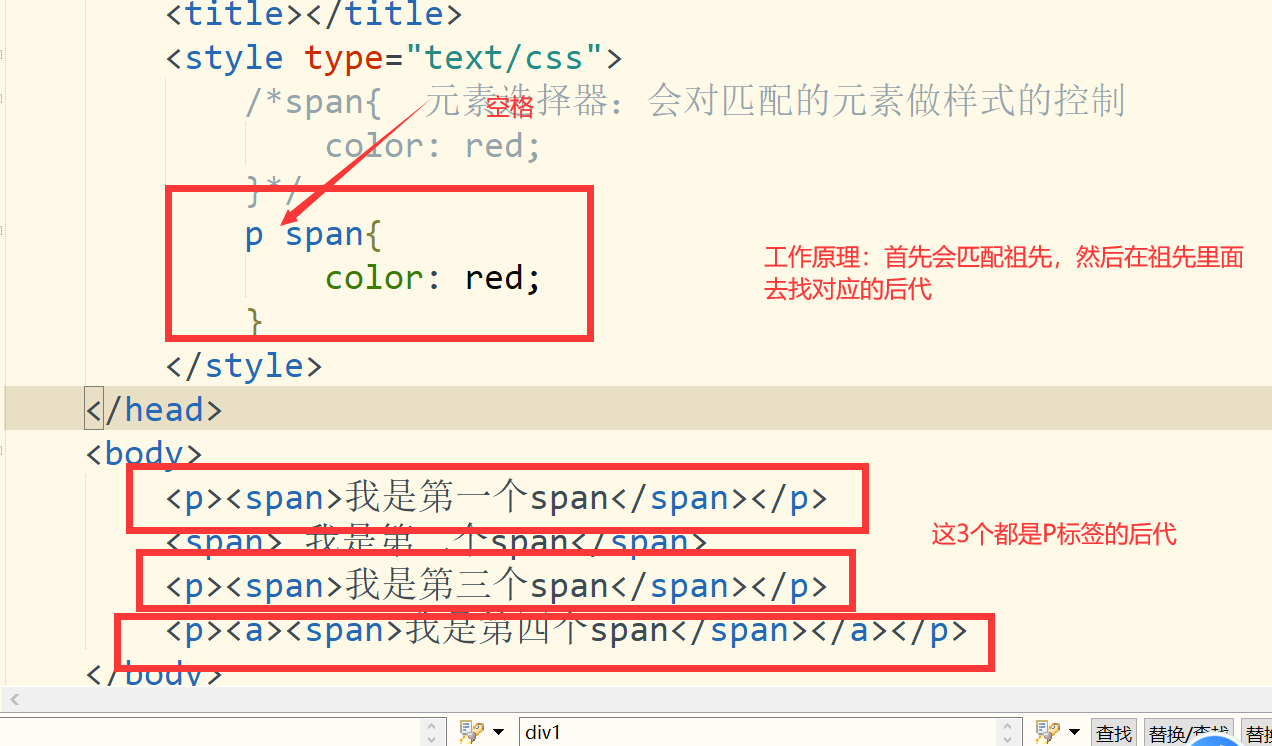 <title></title>
<style type="text/css">
/*span{ 元素选择器：会对匹配的元素做样式的控制
空格
color: red;
}*/
p span{
color: red;
}
工作原理：首先会匹配祖先，然后在祖先里面
去找对应的后代
</style>
</head>
<body>
<p><span>我是第一个span</span></p>
<span> 我是第二个span</span>
这3个都是P标签的后代
<p><span>我是第三个span</span></p>
<p><a><span>我是第四个span</span></a></p>
</body>
div1
查找
替换/查找
替换